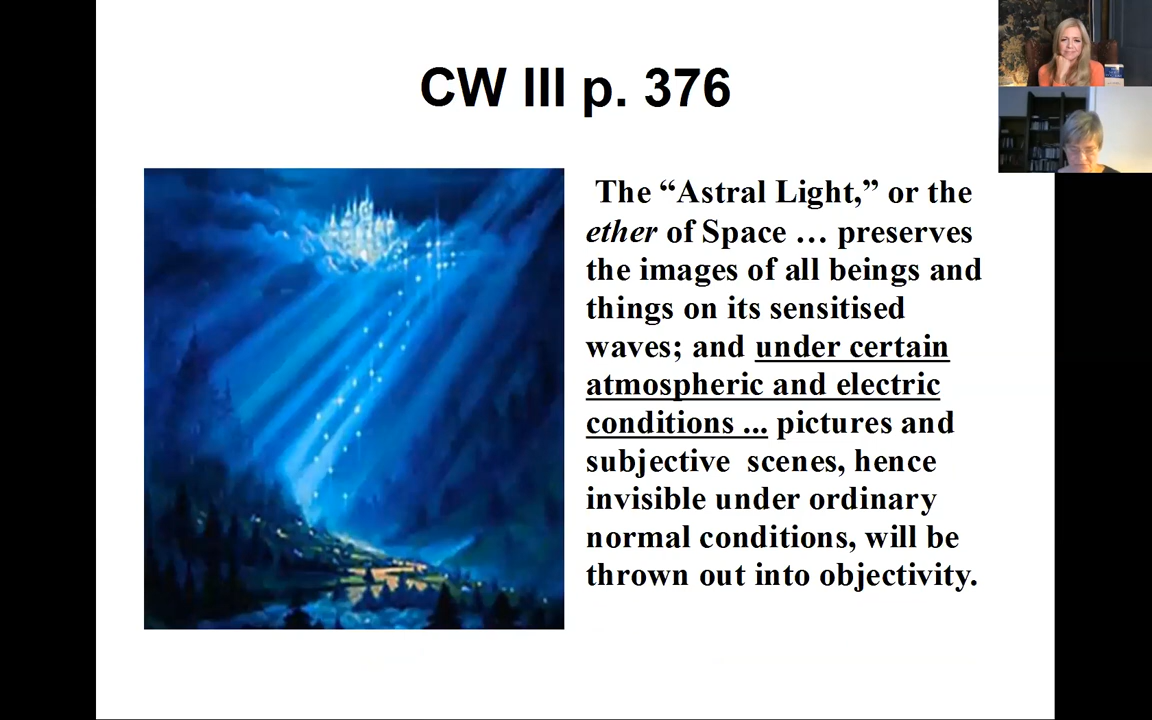 CW III p. 376
The “Astral Light,” or the
ether of Space … preserves
the images of all beings and
things on its sensitised
waves; and under certain
atmospheric and electric
conditions ... pictures and
subjective scenes, hence
invisible under ordinary
normal conditions, will be
thrown out into objectivity.